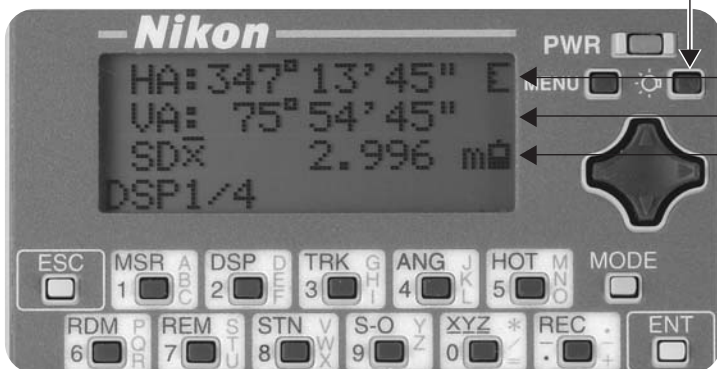 Nikon
PWR
HA: 347° 13' 45" E
MENU
VA: 75° 54' 45"
SDx̅ 2.996 m
DSP1/4
ESC MSR A B C DSP D E F TRK G H I ANG J K L HOT M N O MODE
1 2 3 4 5
RDM P Q R REM S T U STN V W X S-O Y Z XYZ * / = REC . - + ENT
6 7 8 9 0 -.